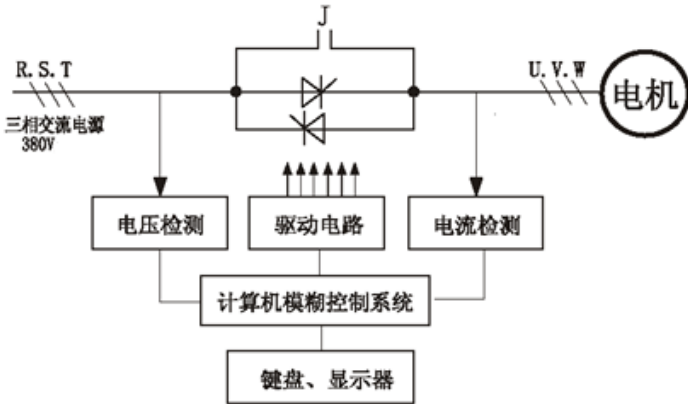 J
R.S.T
U.V.W
三相交流电源
380V
电机
电压检测
驱动电路
电流检测
计算机模糊控制系统
键盘、显示器